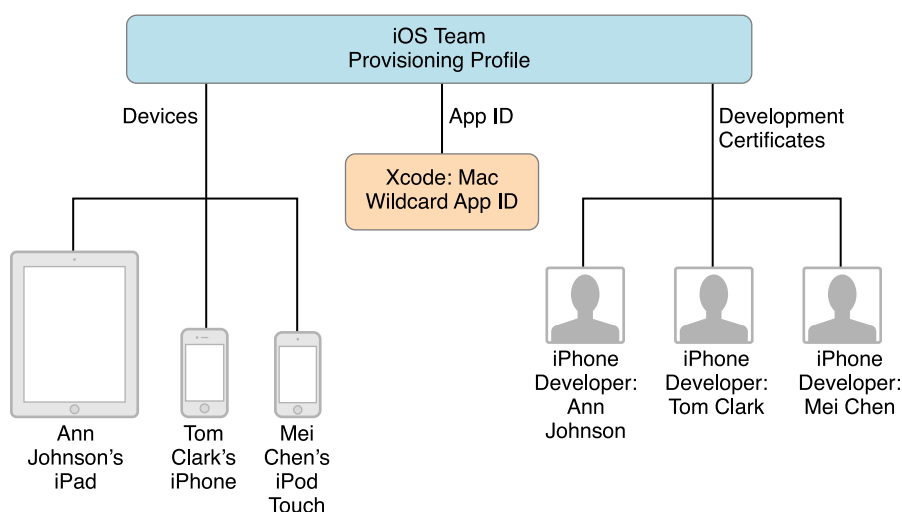 iOS Team
Provisioning Profile
Devices
App ID
Development
Certificates
Xcode: Mac
Wildcard App ID
Ann
Johnson's
iPad
Tom
Clark's
iPhone
Mei
Chen's
iPod
Touch
iPhone
Developer:
Ann
Johnson
iPhone
Developer:
Tom Clark
iPhone
Developer:
Mei Chen